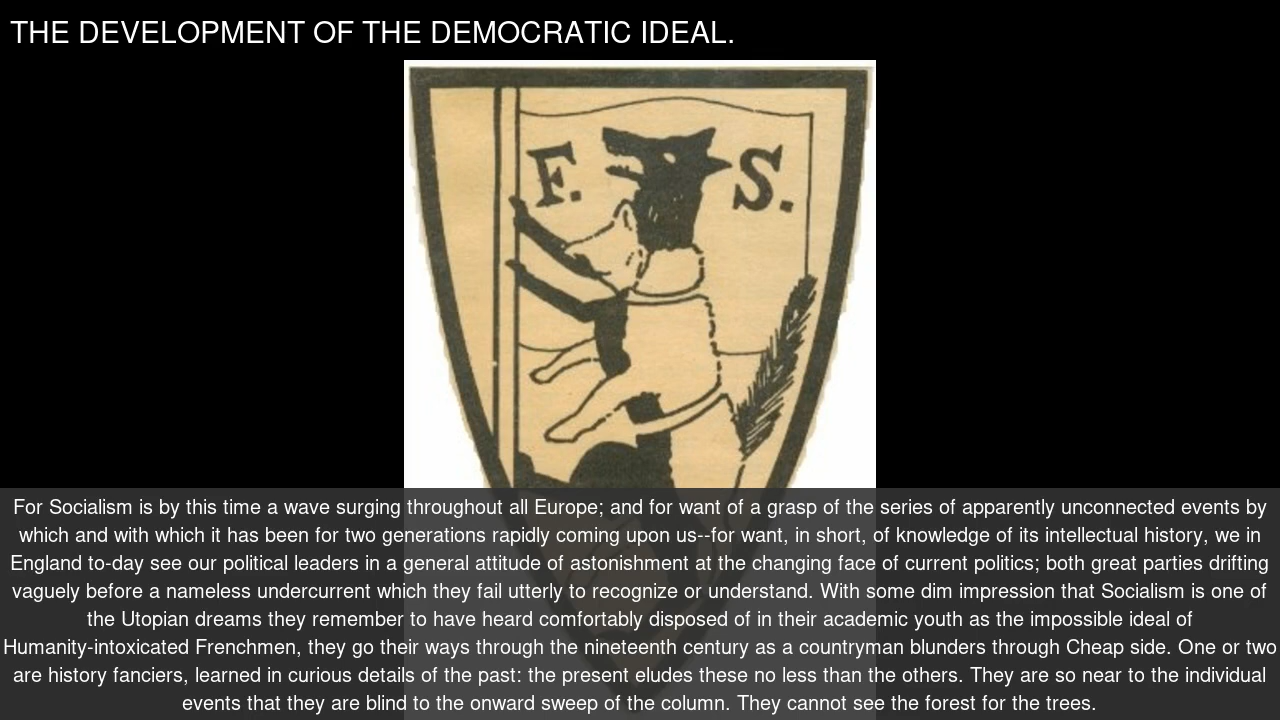 THE DEVELOPMENT OF THE DEMOCRATIC IDEAL.
F. S.
For Socialism is by this time a wave surging throughout all Europe; and for want of a grasp of the series of apparently unconnected events by
which and with which it has been for two generations rapidly coming upon us--for want, in short, of knowledge of its intellectual history, we in
England to-day see our political leaders in a general attitude of astonishment at the changing face of current politics; both great parties drifting
vaguely before a nameless undercurrent which they fail utterly to recognize or understand. With some dim impression that Socialism is one of
the Utopian dreams they remember to have heard comfortably disposed of in their academic youth as the impossible ideal of
Humanity-intoxicated Frenchmen, they go their ways through the nineteenth century as a countryman blunders through Cheap side. One or two
are history fanciers, learned in curious details of the past: the present eludes these no less than the others. They are so near to the individual
events that they are blind to the onward sweep of the column. They cannot see the forest for the trees.